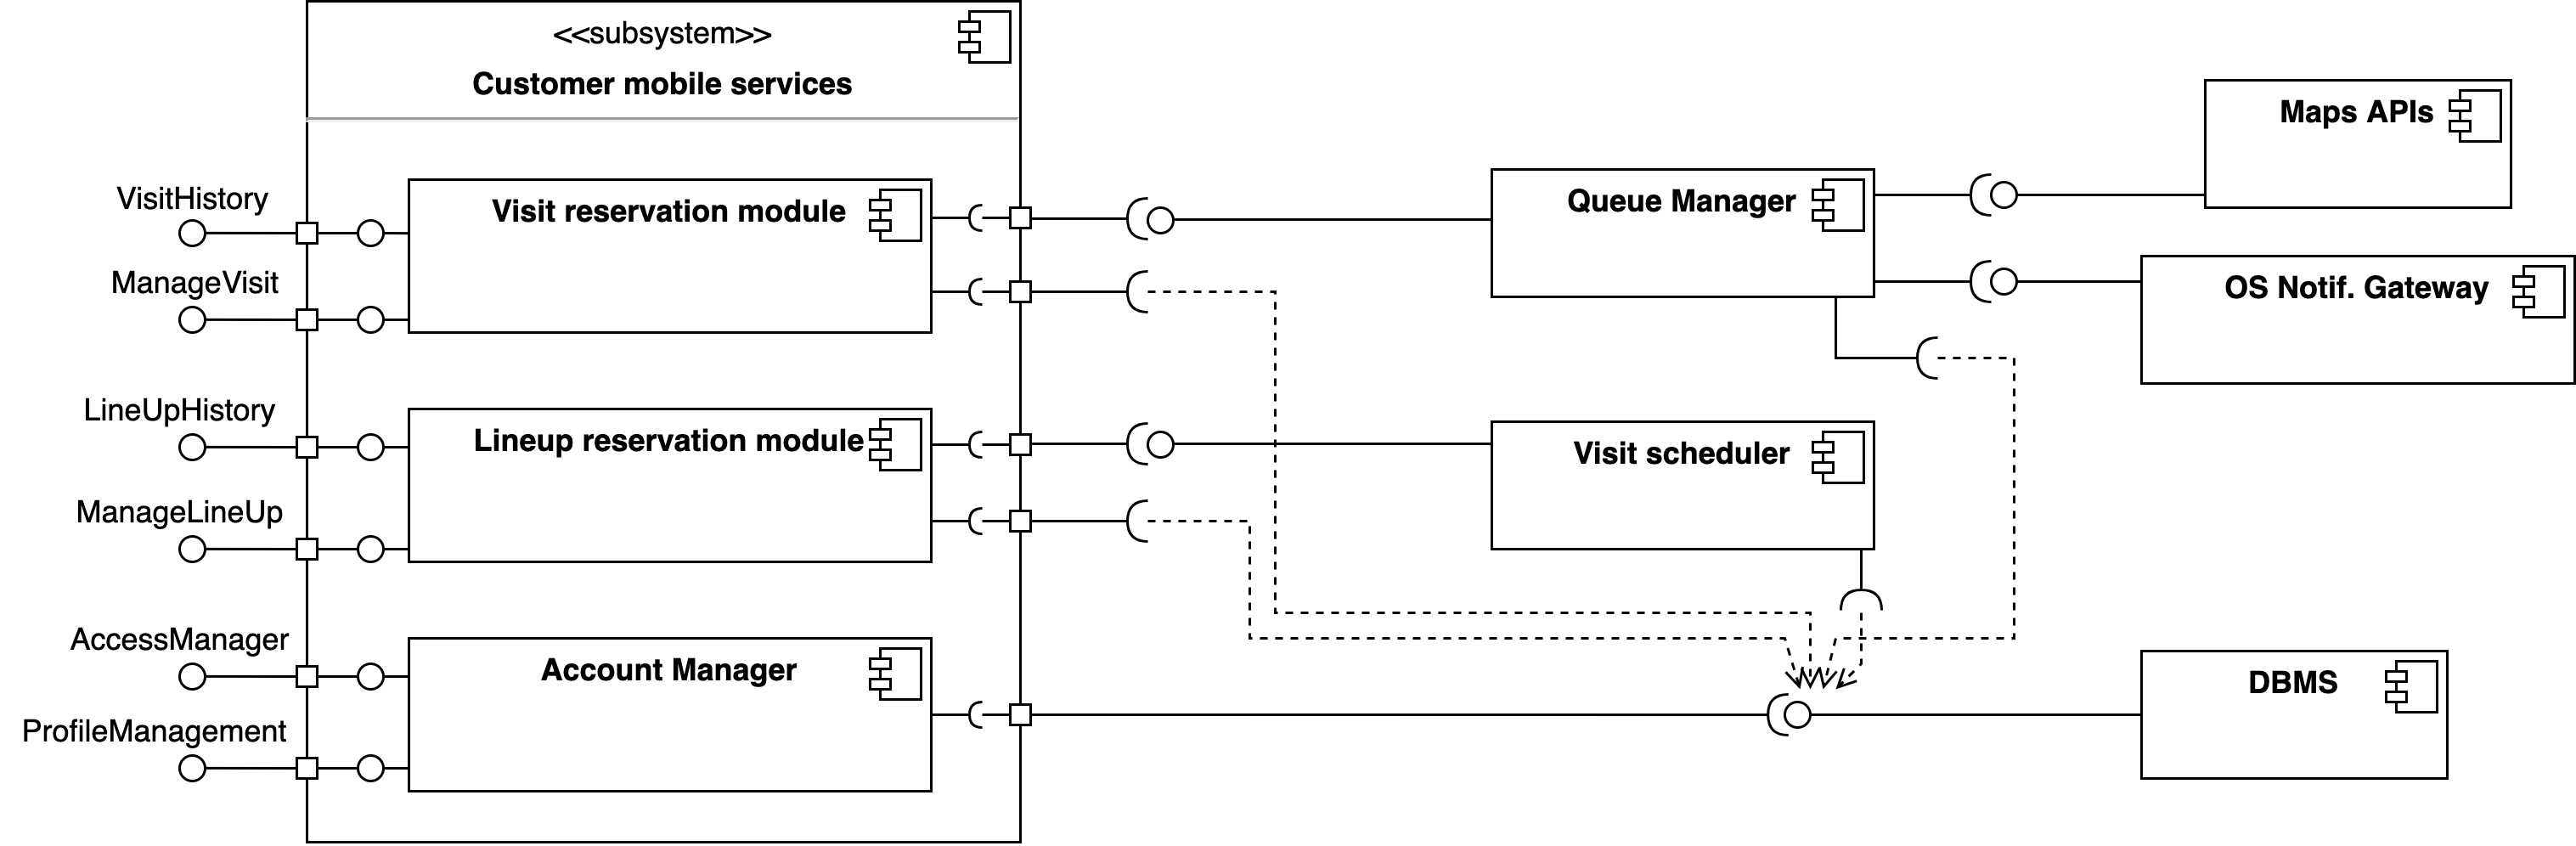 <<subsystem>>
Customer mobile services
VisitHistory
ManageVisit
Visit reservation module
LineUpHistory
ManageLineUp
Lineup reservation module
AccessManager
ProfileManagement
Account Manager
Queue Manager
Maps APIs
OS Notif. Gateway
Visit scheduler
DBMS